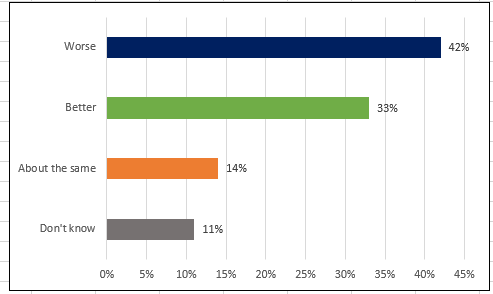 Worse 42%
Better 33%
About the same 14%
Don't know 11%
0% 5% 10% 15% 20% 25% 30% 35% 40% 45%